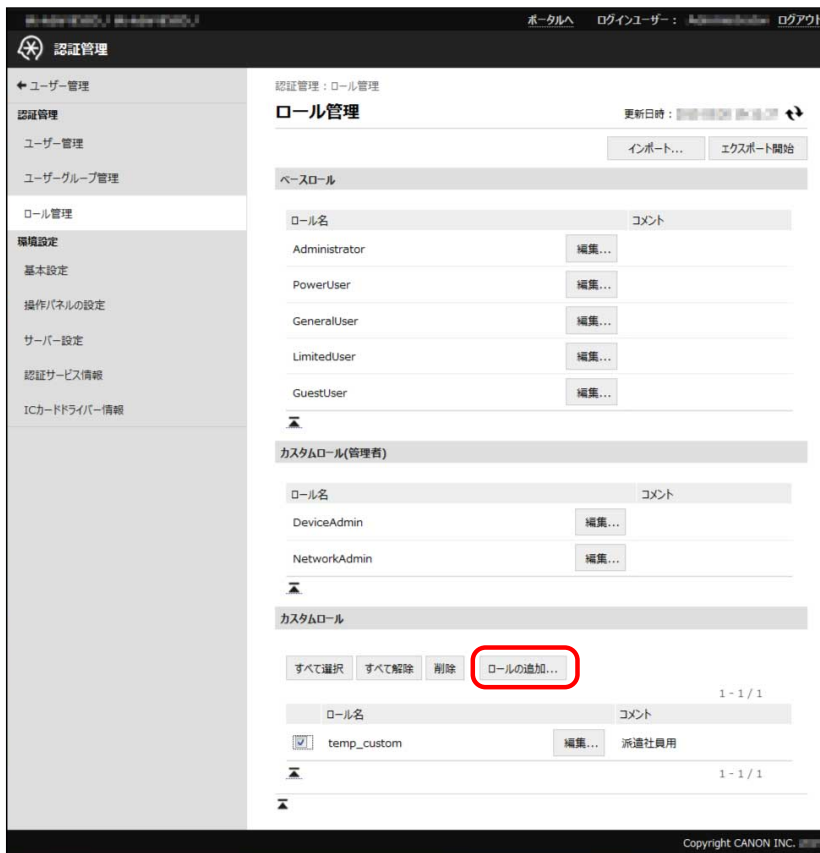 ポータルへ ログインユーザー： ログアウト
認証管理
ユーザー管理
認証管理
ユーザー管理
ユーザーグループ管理
ロール管理
環境設定
基本設定
操作パネルの設定
サーバー設定
認証サービス情報
ICカードドライバー情報
認証管理：ロール管理
ロール管理
更新日時：
インポート... エクスポート開始
ベースロール
ロール名 コメント
Administrator 編集...
PowerUser 編集...
GeneralUser 編集...
LimitedUser 編集...
GuestUser 編集...
カスタムロール(管理者)
ロール名 コメント
DeviceAdmin 編集...
NetworkAdmin 編集...
カスタムロール
すべて選択 すべて解除 削除 ロールの追加...
1 - 1 / 1
ロール名 コメント
temp_custom 編集... 派遣社員用
1 - 1 / 1
Copyright CANON INC.